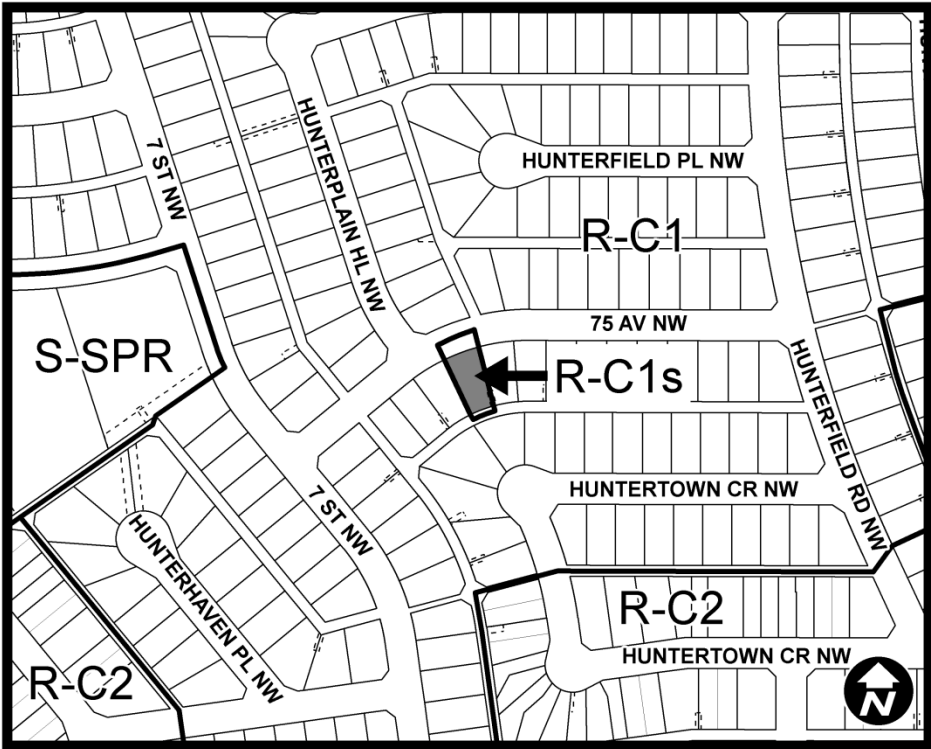 HUNTERPLAIN HL NW
7 ST NW
HUNTERFIELD PL NW
R-C1
75 AV NW
S-SPR
R-C1s
HUNTERFIELD RD NW
HUNTERTOWN CR NW
7 ST NW
HUNTERHAVEN PL NW
R-C2
HUNTERTOWN CR NW
R-C2
N